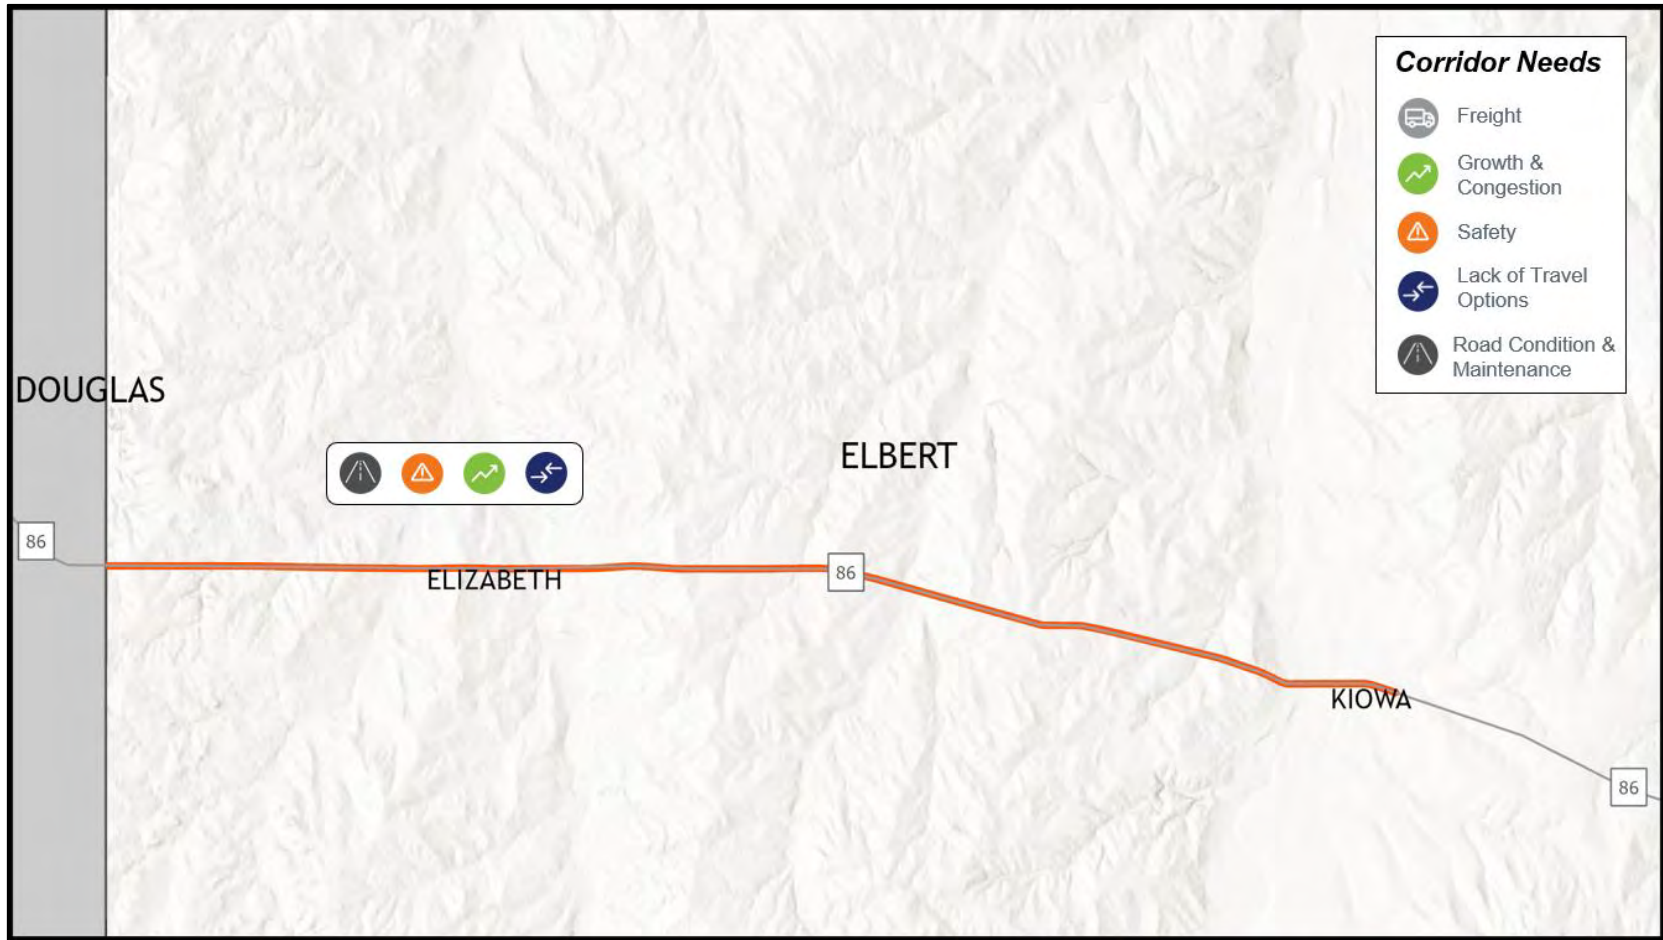 Corridor Needs
Freight
Growth &
Congestion
Safety
Lack of Travel
Options
Road Condition &
Maintenance
DOUGLAS
ELBERT
86
86
ELIZABETH
KIOWA
86